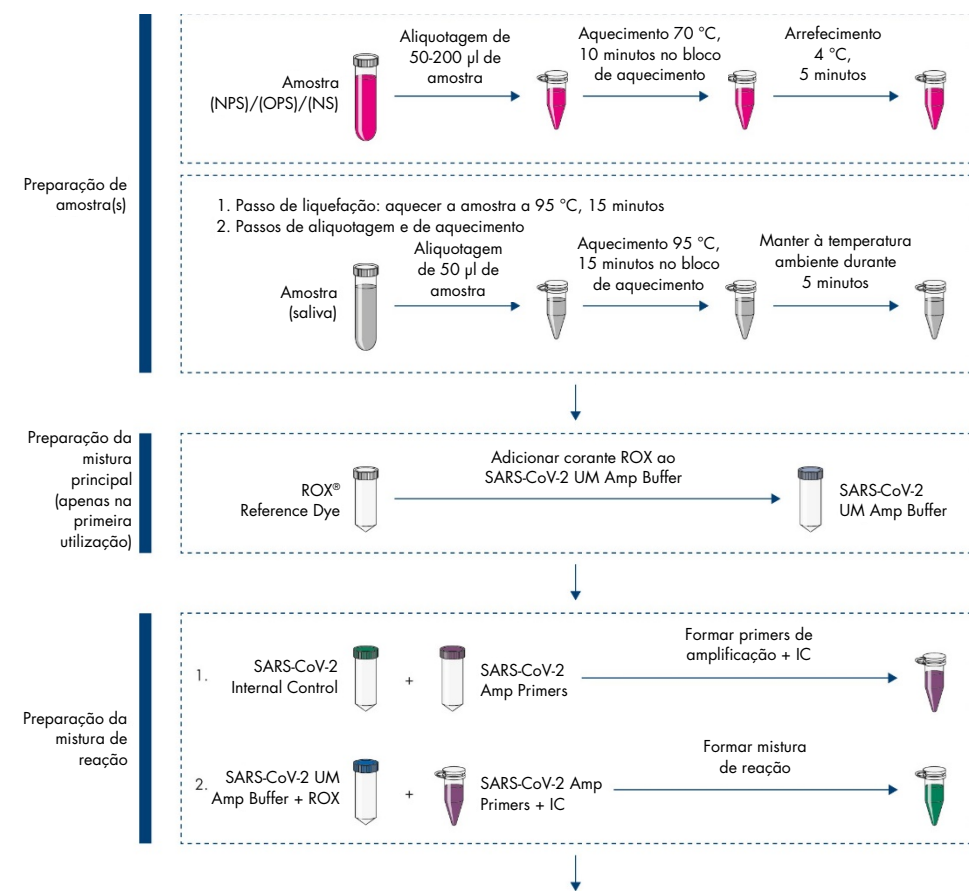 Preparação de
amostra(s)
Amostra
(NPS)/(OPS)/(NS)
Aliquotagem de
50-200 µl de
amostra
Aquecimento 70 °C,
10 minutos no bloco
de aquecimento
Arrefecimento
4 °C,
5 minutos
1. Passo de liquefação: aquecer a amostra a 95 °C, 15 minutos
2. Passos de aliquotagem e de aquecimento
Amostra
(saliva)
Aliquotagem
de 50 µl de
amostra
Aquecimento 95 °C,
15 minutos no bloco
de aquecimento
Manter à temperatura
ambiente durante
5 minutos
Preparação da
mistura
principal
(apenas na
primeira
utilização)
ROX®
Reference Dye
Adicionar corante ROX ao
SARS-CoV-2 UM Amp Buffer
SARS-CoV-2
UM Amp Buffer
Preparação da
mistura de
reação
1.
SARS-CoV-2
Internal Control
+
SARS-CoV-2
Amp Primers
Formar primers de
amplificação + IC
2.
SARS-CoV-2 UM
Amp Buffer + ROX
+
SARS-CoV-2 Amp
Primers + IC
Formar mistura
de reação